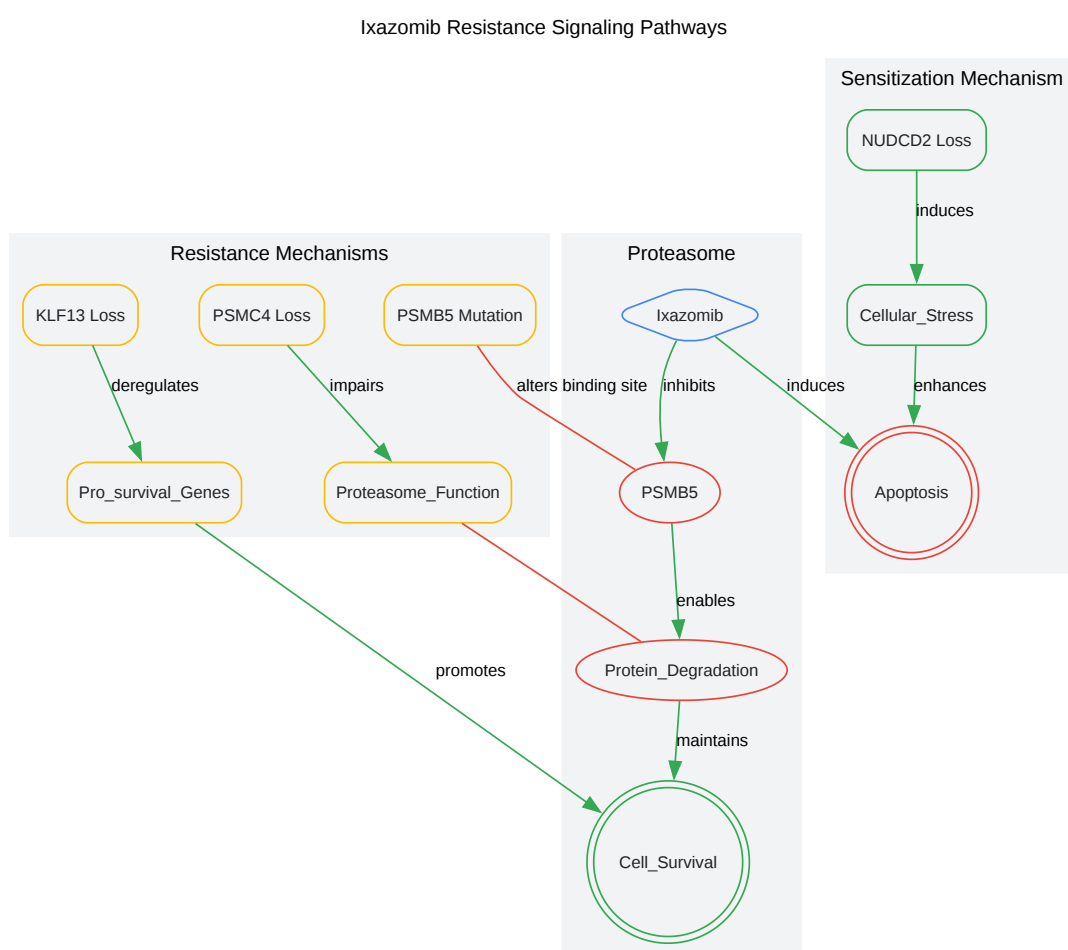 Ixazomib Resistance Signaling Pathways
Sensitization Mechanism
NUDCD2 Loss
induces
Resistance Mechanisms
Proteasome
KLF13 Loss
PSMC4 Loss
PSMB5 Mutation
Ixazomib
Cellular_Stress
deregulates
impairs
alters binding site
inhibits
induces
enhances
Pro_survival_Genes
Proteasome_Function
PSMB5
Apoptosis
enables
promotes
Protein_Degradation
maintains
Cell_Survival